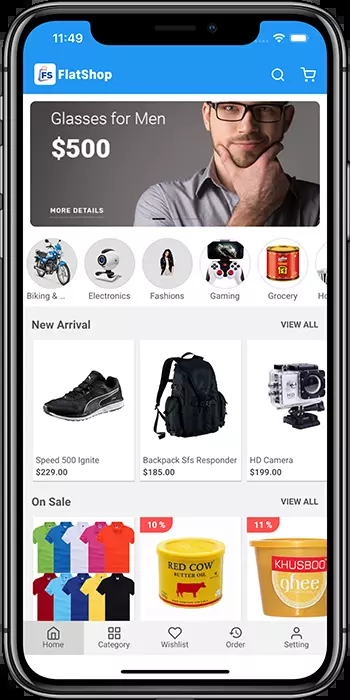 11:49
FS FlatShop
Glasses for Men
$500
MORE DETAILS
Biking & ...
Electronics
Fashions
Gaming
Grocery
New Arrival
VIEW ALL
Speed 500 Ignite
$229.00
Backpack Sfs Responder
$185.00
HD Camera
$199.00
On Sale
VIEW ALL
10 %
RED COW
BUTTER OIL
11 %
KHUSBOO
ghee
Home
Category
Wishlist
Order
Setting